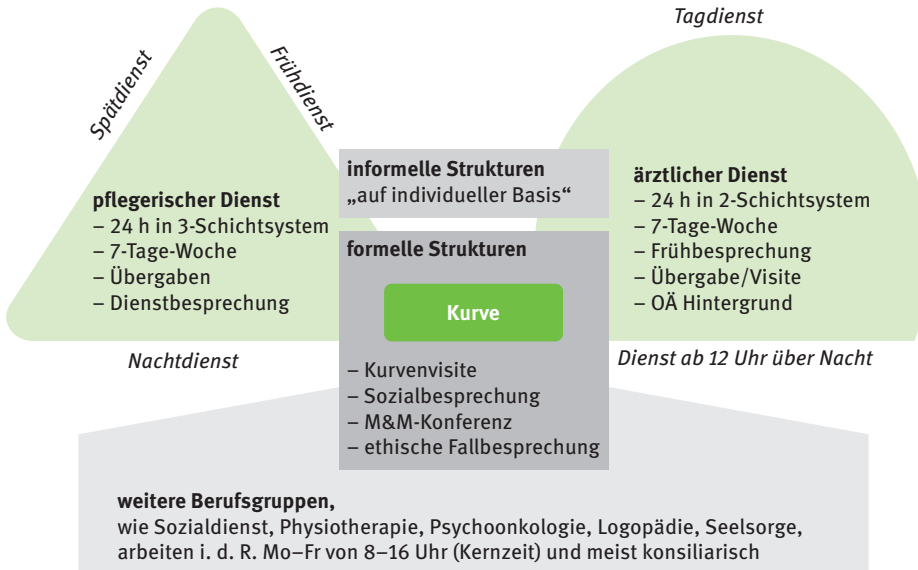 Tagdienst
Spätdienst
Frühdienst
informelle Strukturen
„auf individueller Basis“
pflegerischer Dienst
– 24 h in 3-Schichtsystem
– 7-Tage-Woche
– Übergaben
– Dienstbesprechung
formelle Strukturen
Kurve
– Kurvenvisite
– Sozialbesprechung
– M&M-Konferenz
– ethische Fallbesprechung
ärztlicher Dienst
– 24 h in 2-Schichtsystem
– 7-Tage-Woche
– Frühbesprechung
– Übergabe/Visite
– OÄ Hintergrund
Nachtdienst
Dienst ab 12 Uhr über Nacht
weitere Berufsgruppen,
wie Sozialdienst, Physiotherapie, Psychoonkologie, Logopädie, Seelsorge,
arbeiten i. d. R. Mo–Fr von 8–16 Uhr (Kernzeit) und meist konsiliarisch